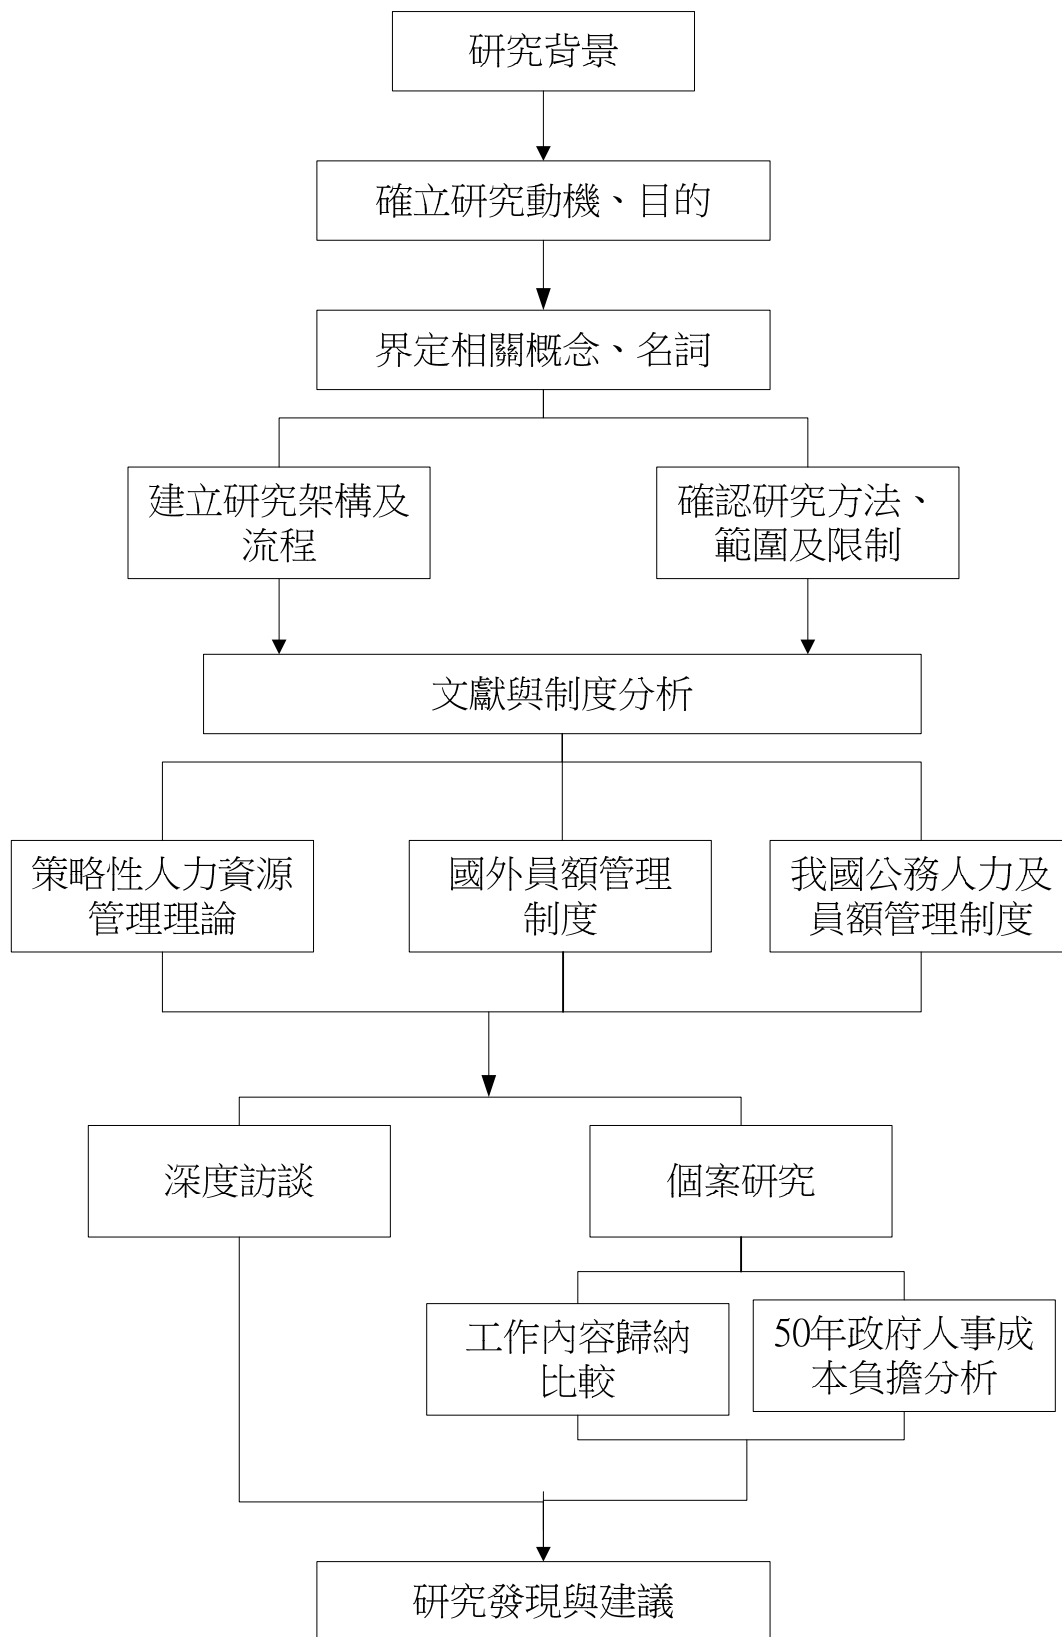 研究背景
確立研究動機、目的
界定相關概念、名詞
建立研究架構及
流程
確認研究方法、
範圍及限制
文獻與制度分析
策略性人力資源
管理理論
國外員額管理
制度
我國公務人力及
員額管理制度
深度訪談
個案研究
工作內容歸納
比較
50年政府人事成
本負擔分析
研究發現與建議